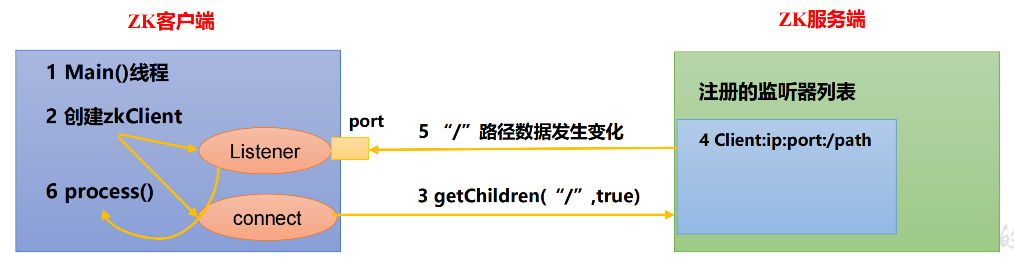 ZK客户端
ZK服务端
1 Main()线程
2 创建zkClient
Listener
port
5 “/”路径数据发生变化
注册的监听器列表
4 Client:ip:port:/path
6 process()
connect
3 getChildren(“/”,true)
的